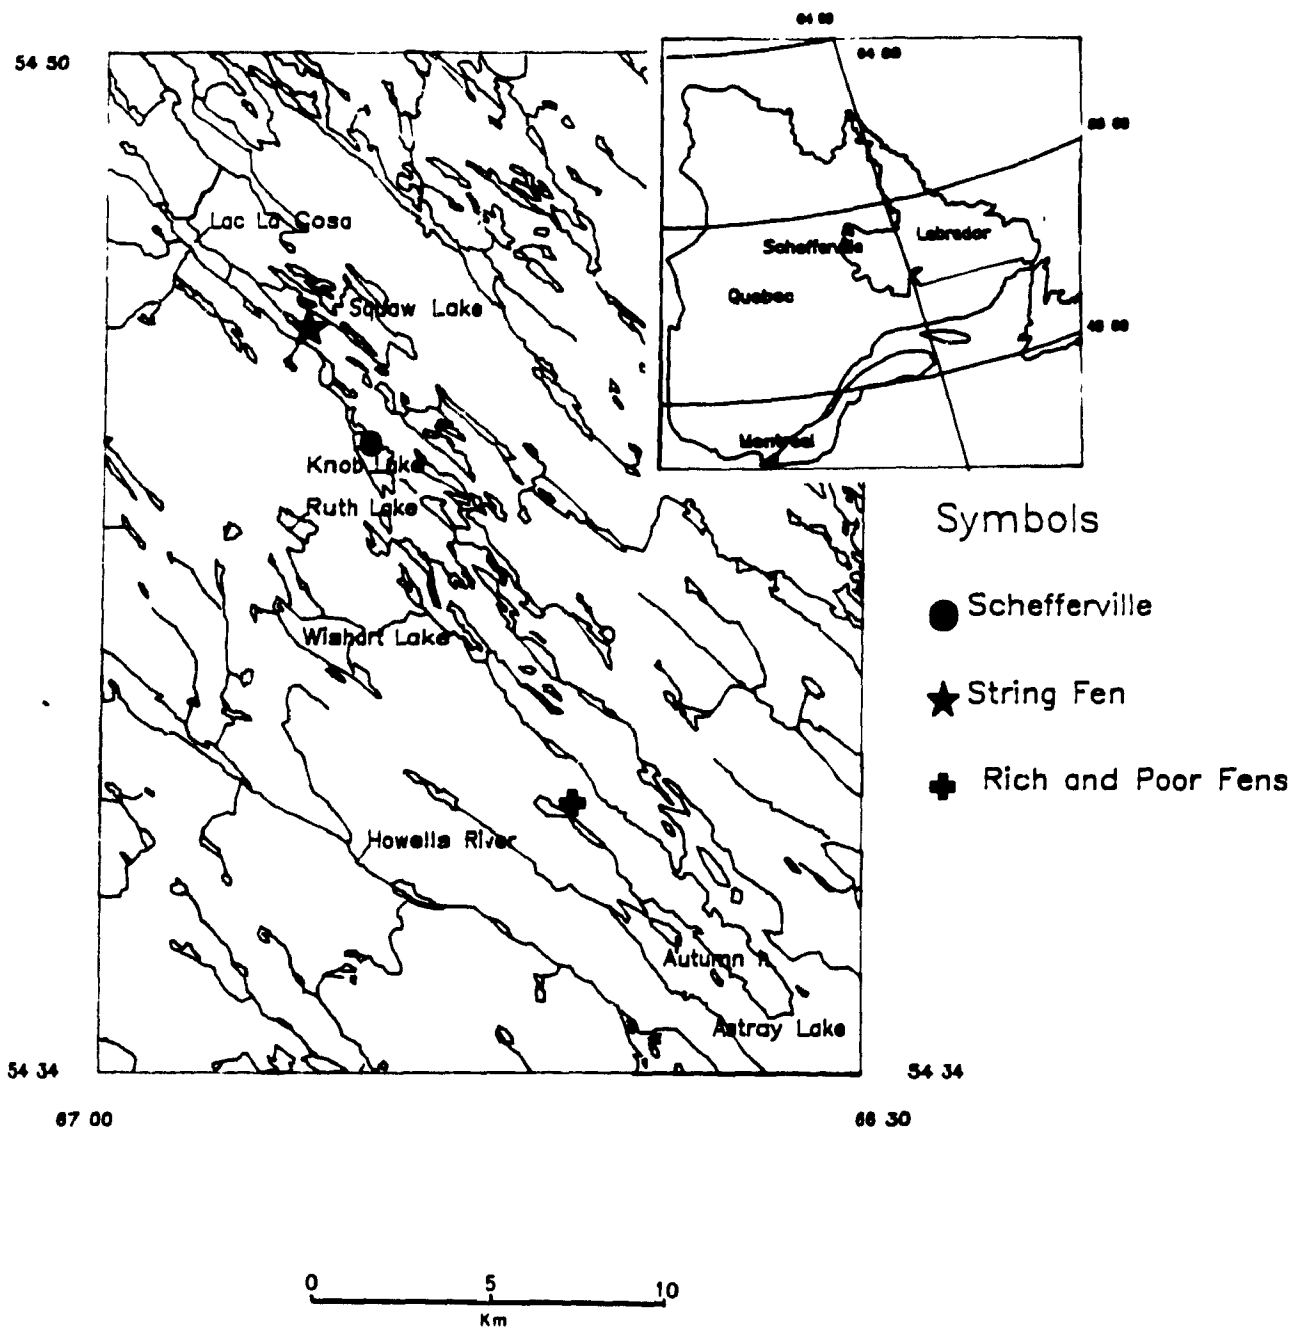 54 50
Lac La Cosa
Squaw Lake
Knob Lake
Ruth Lake
Wishart Lake
Howells River
Autumn
Astray Lake
54 34
54 34
67 00
66 30
Schefferville
Labrador
Quebec
Montreal
Symbols
Schefferville
String Fen
Rich and Poor Fens
0 5 10
Km